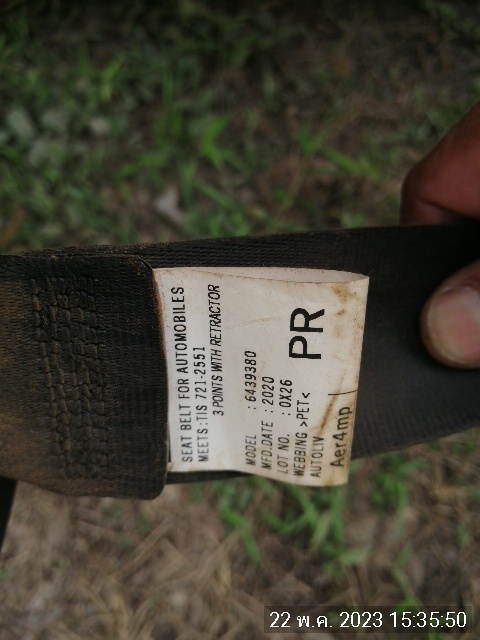 SEAT BELT FOR AUTOMOBILES
MEETS:TIS 721-2551
3 POINTS WITH RETRACTOR
MODEL : 6439380
MFD.DATE : 2020
LOT NO. : 0X26
WEBBING >PET<
AUTOLIV
PR
Aer4mp
22 พ.ค. 2023 15:35:50